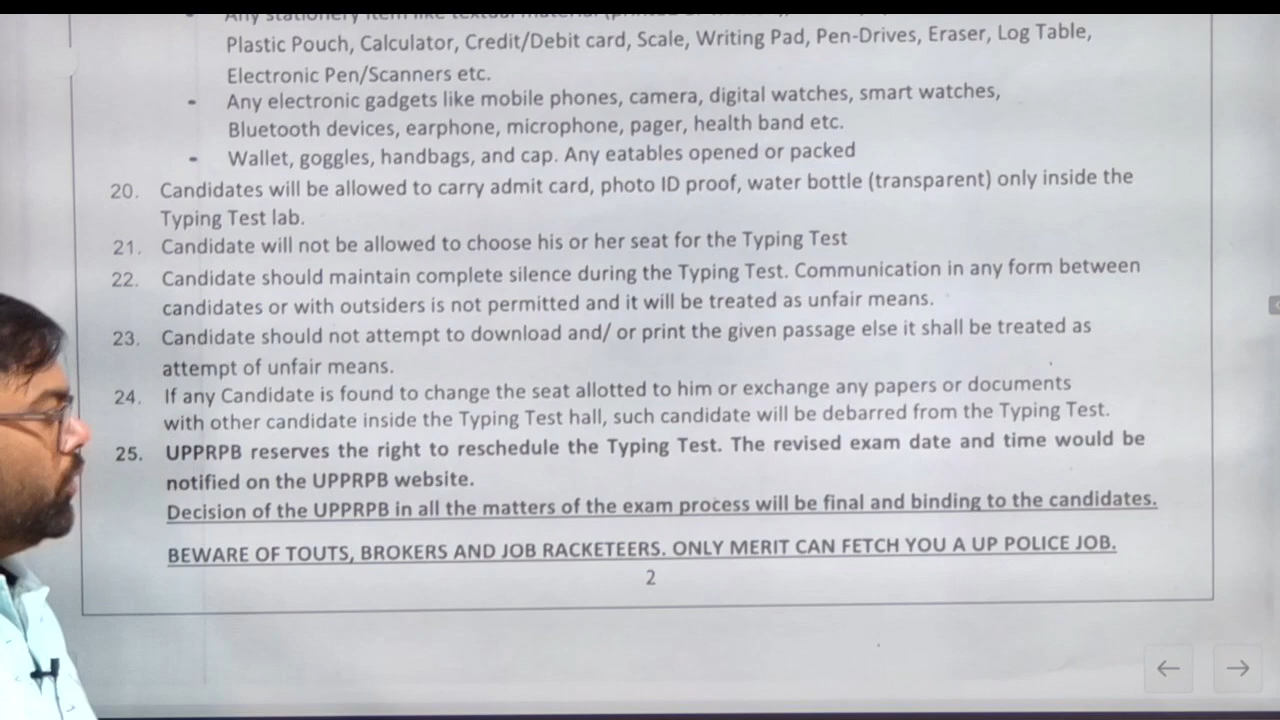 Any stationery item like textual material
Plastic Pouch, Calculator, Credit/Debit card, Scale, Writing Pad, Pen-Drives, Eraser, Log Table,
Electronic Pen/Scanners etc.
- Any electronic gadgets like mobile phones, camera, digital watches, smart watches,
Bluetooth devices, earphone, microphone, pager, health band etc.
- Wallet, goggles, handbags, and cap. Any eatables opened or packed
20. Candidates will be allowed to carry admit card, photo ID proof, water bottle (transparent) only inside the
Typing Test lab.
21. Candidate will not be allowed to choose his or her seat for the Typing Test
22. Candidate should maintain complete silence during the Typing Test. Communication in any form between
candidates or with outsiders is not permitted and it will be treated as unfair means.
23. Candidate should not attempt to download and/ or print the given passage else it shall be treated as
attempt of unfair means.
24. If any Candidate is found to change the seat allotted to him or exchange any papers or documents
with other candidate inside the Typing Test hall, such candidate will be debarred from the Typing Test.
25. UPPRPB reserves the right to reschedule the Typing Test. The revised exam date and time would be
notified on the UPPRPB website.
Decision of the UPPRPB in all the matters of the exam process will be final and binding to the candidates.
BEWARE OF TOUTS, BROKERS AND JOB RACKETEERS. ONLY MERIT CAN FETCH YOU A UP POLICE JOB.
2